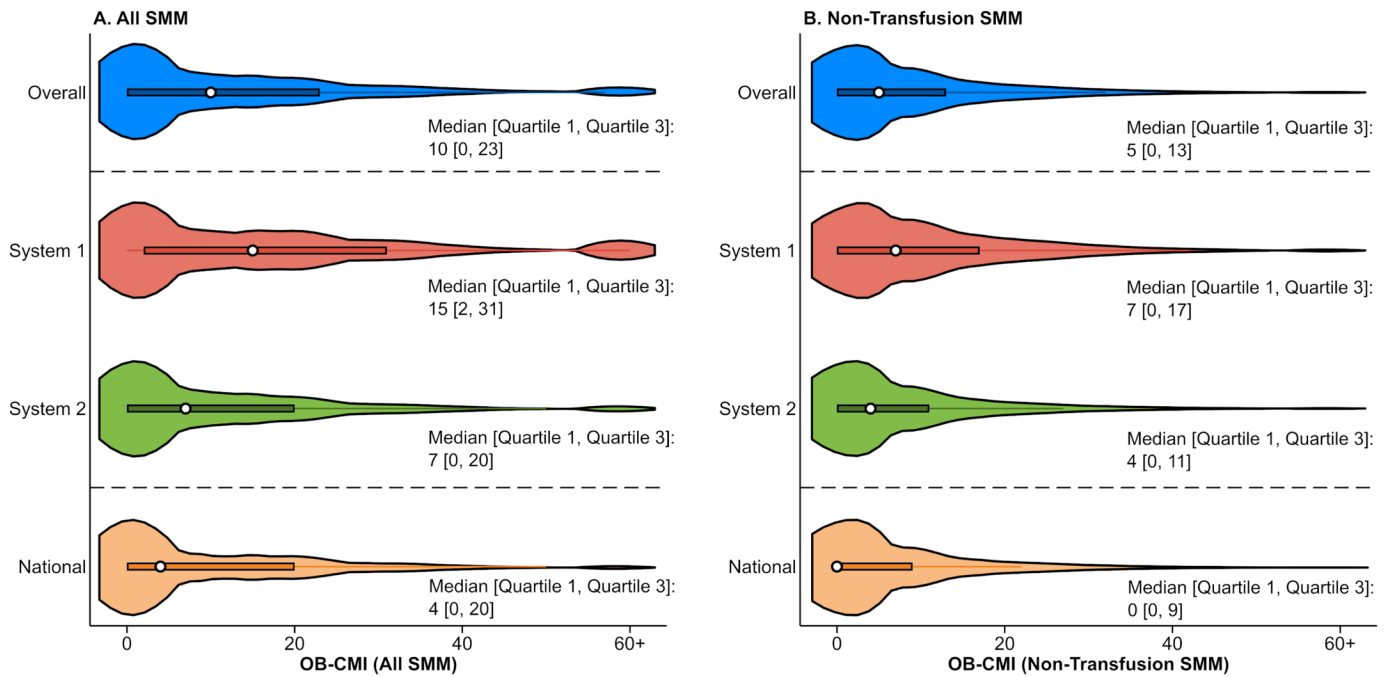 A. All SMM
Overall
Median [Quartile 1, Quartile 3]:
10 [0, 23]
System 1
Median [Quartile 1, Quartile 3]:
15 [2, 31]
System 2
Median [Quartile 1, Quartile 3]:
7 [0, 20]
National
Median [Quartile 1, Quartile 3]:
4 [0, 20]
0 20 40 60+
OB-CMI (All SMM)
B. Non-Transfusion SMM
Overall
Median [Quartile 1, Quartile 3]:
5 [0, 13]
System 1
Median [Quartile 1, Quartile 3]:
7 [0, 17]
System 2
Median [Quartile 1, Quartile 3]:
4 [0, 11]
National
Median [Quartile 1, Quartile 3]:
0 [0, 9]
0 20 40 60+
OB-CMI (Non-Transfusion SMM)